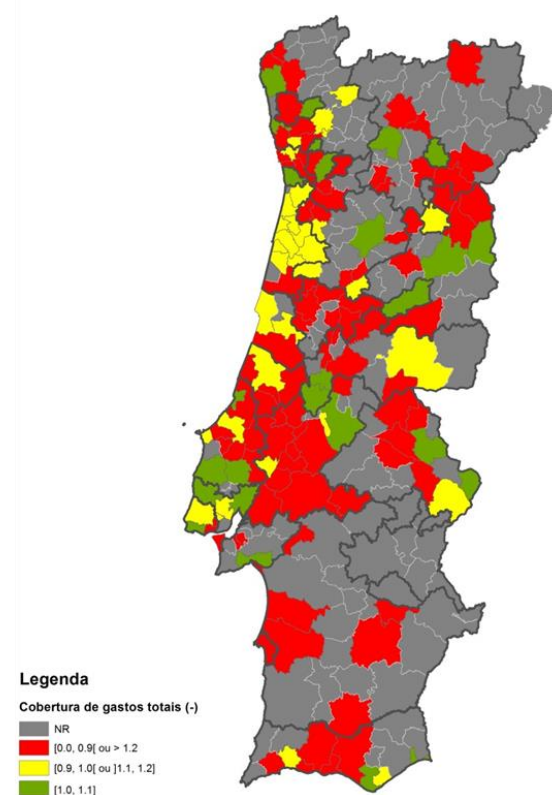 Legenda
Cobertura de gastos totais (-)
NR
[0.0, 0.9[ ou > 1.2
[0.9, 1.0[ ou ]1.1, 1.2]
[1.0, 1.1]